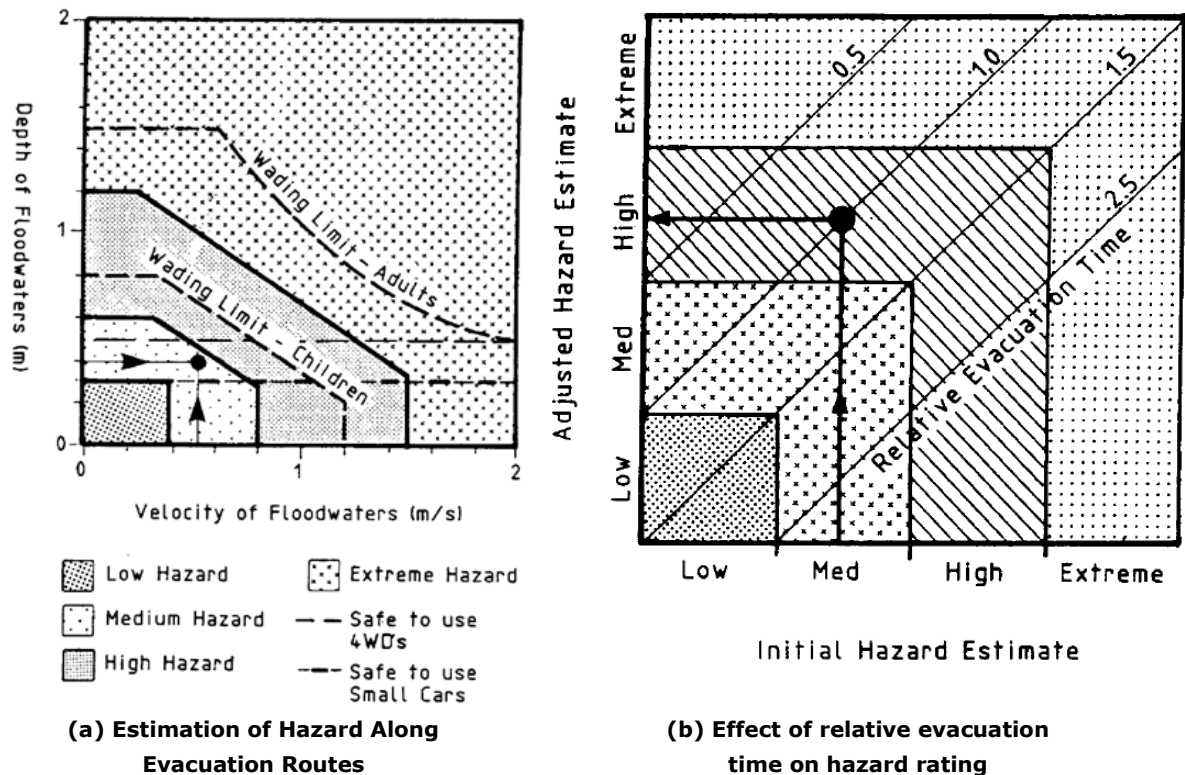 2
1
0
0
1
2
Depth of Floodwaters (m)
Velocity of Floodwaters (m/s)
Wading Limit - Adults
Wading Limit - Children
Low Hazard
Medium Hazard
High Hazard
Extreme Hazard
Safe to use
4WD's
Safe to use
Small Cars
(a) Estimation of Hazard Along
Evacuation Routes
Adjusted Hazard Estimate
Extreme
High
Med
Low
0.5
1.0
1.5
2.5
Relative Evacuation Time
Low
Med
High
Extreme
Initial Hazard Estimate
(b) Effect of relative evacuation
time on hazard rating